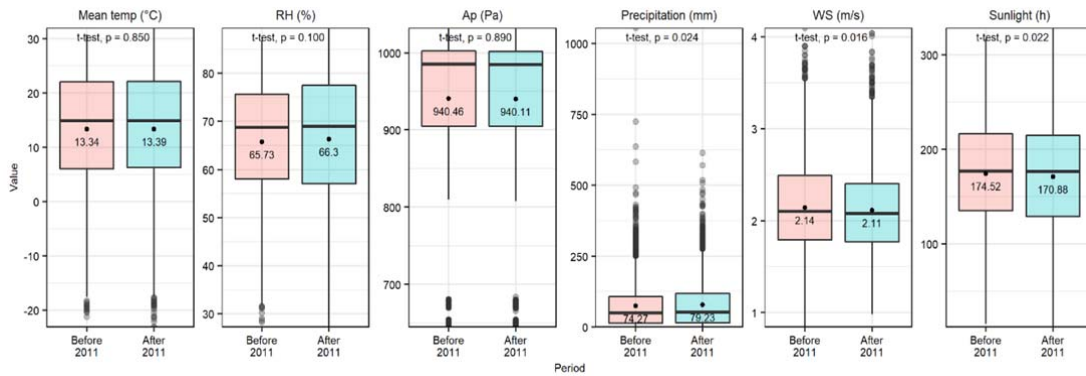 Mean temp (°C)
RH (%)
Ap (Pa)
Precipitation (mm)
WS (m/s)
Sunlight (h)
t-test, p = 0.850
t-test, p = 0.100
t-test, p = 0.890
t-test, p = 0.024
t-test, p = 0.016
t-test, p = 0.022
Value
30
20
10
0
-10
-20
13.34
13.39
80
70
60
50
40
30
65.73
66.3
1000
900
800
700
940.46
940.11
1000
750
500
250
0
74.27
79.23
4
3
2
1
2.14
2.11
300
200
100
174.52
170.88
Before
2011
After
2011
Before
2011
After
2011
Before
2011
After
2011
Before
2011
After
2011
Before
2011
After
2011
Before
2011
After
2011
Period